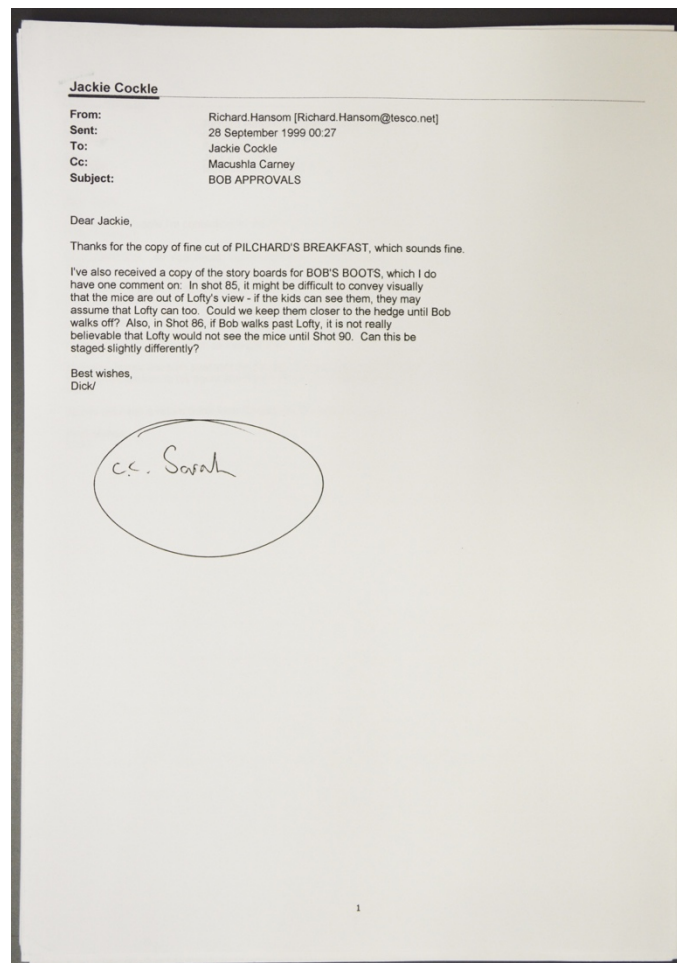 Jackie Cockle
From: Richard.Hansom [Richard.Hansom@tesco.net]
Sent: 28 September 1999 00:27
To: Jackie Cockle
Cc: Macushla Carney
Subject: BOB APPROVALS
Dear Jackie,
Thanks for the copy of fine cut of PILCHARD'S BREAKFAST, which sounds fine.
I've also received a copy of the story boards for BOB'S BOOTS, which I do
have one comment on:  In shot 85, it might be difficult to convey visually
that the mice are out of Lofty's view - if the kids can see them, they may
assume that Lofty can too.  Could we keep them closer to the hedge until Bob
walks off?  Also, in Shot 86, if Bob walks past Lofty, it is not really
believable that Lofty would not see the mice until Shot 90.  Can this be
staged slightly differently?
Best wishes,
Dick/
c.c. Sarah
1